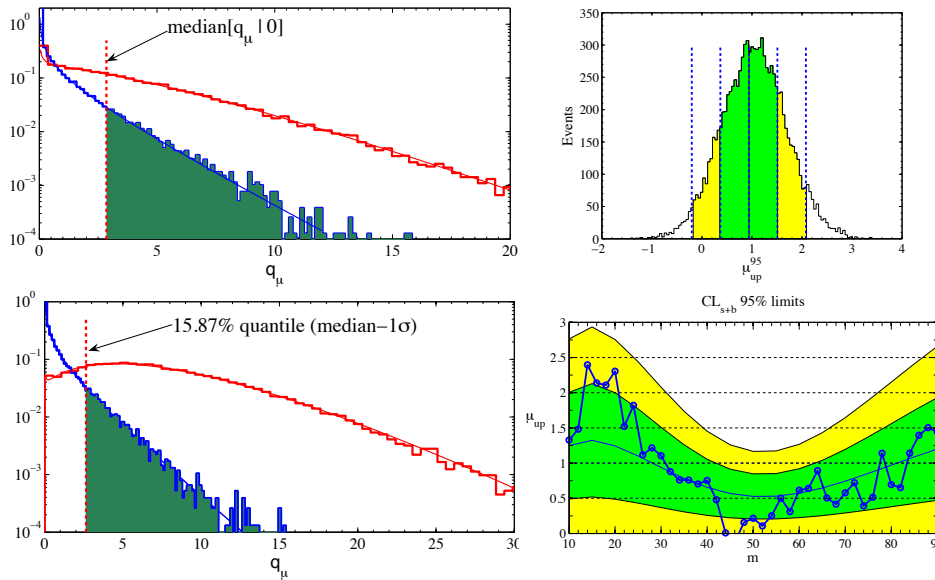 median[q_μ | 0]
10^0
10^-1
10^-2
10^-3
10^-4
0 5 10 15 20
q_μ
350
300
250
200
150
100
50
0
Events
−2 −1 0 1 2 3 4
μ_up^95
15.87% quantile (median−1σ)
10^0
10^-1
10^-2
10^-3
10^-4
0 5 10 15 20 25 30
q_μ
CL_s+b 95% limits
3
2.5
2
1.5
1
0.5
0
μ_up
10 20 30 40 50 60 70 80 90
m